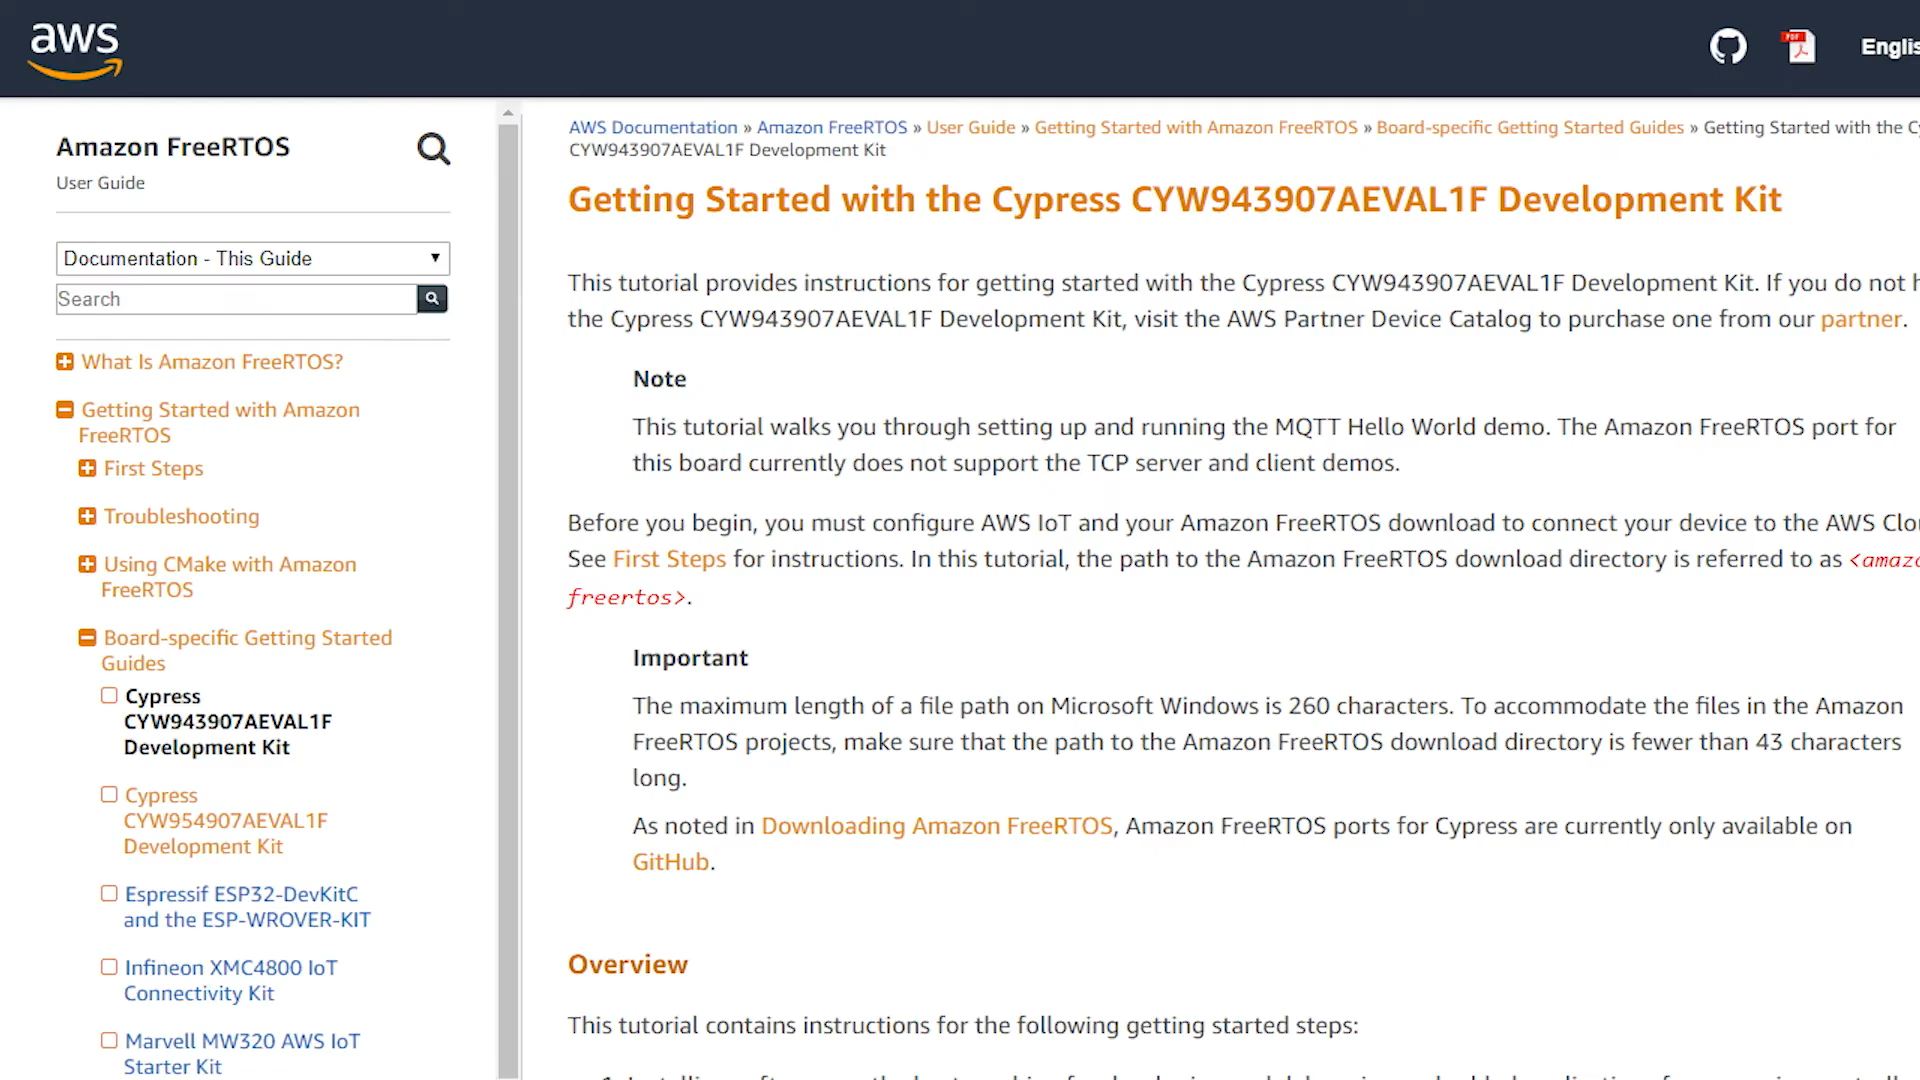 aws
PDF
Englis
Amazon FreeRTOS
User Guide
Documentation - This Guide
Search
What Is Amazon FreeRTOS?
Getting Started with Amazon
FreeRTOS
First Steps
Troubleshooting
Using CMake with Amazon
FreeRTOS
Board-specific Getting Started
Guides
Cypress
CYW943907AEVAL1F
Development Kit
Cypress
CYW954907AEVAL1F
Development Kit
Espressif ESP32-DevKitC
and the ESP-WROVER-KIT
Infineon XMC4800 IoT
Connectivity Kit
Marvell MW320 AWS IoT
Starter Kit
AWS Documentation » Amazon FreeRTOS » User Guide » Getting Started with Amazon FreeRTOS » Board-specific Getting Started Guides » Getting Started with the Cy
CYW943907AEVAL1F Development Kit
Getting Started with the Cypress CYW943907AEVAL1F Development Kit
This tutorial provides instructions for getting started with the Cypress CYW943907AEVAL1F Development Kit. If you do not h
the Cypress CYW943907AEVAL1F Development Kit, visit the AWS Partner Device Catalog to purchase one from our partner.
Note
This tutorial walks you through setting up and running the MQTT Hello World demo. The Amazon FreeRTOS port for
this board currently does not support the TCP server and client demos.
Before you begin, you must configure AWS IoT and your Amazon FreeRTOS download to connect your device to the AWS Clou
See First Steps for instructions. In this tutorial, the path to the Amazon FreeRTOS download directory is referred to as <amazo
freertos>.
Important
The maximum length of a file path on Microsoft Windows is 260 characters. To accommodate the files in the Amazon
FreeRTOS projects, make sure that the path to the Amazon FreeRTOS download directory is fewer than 43 characters
long.
As noted in Downloading Amazon FreeRTOS, Amazon FreeRTOS ports for Cypress are currently only available on
GitHub.
Overview
This tutorial contains instructions for the following getting started steps: